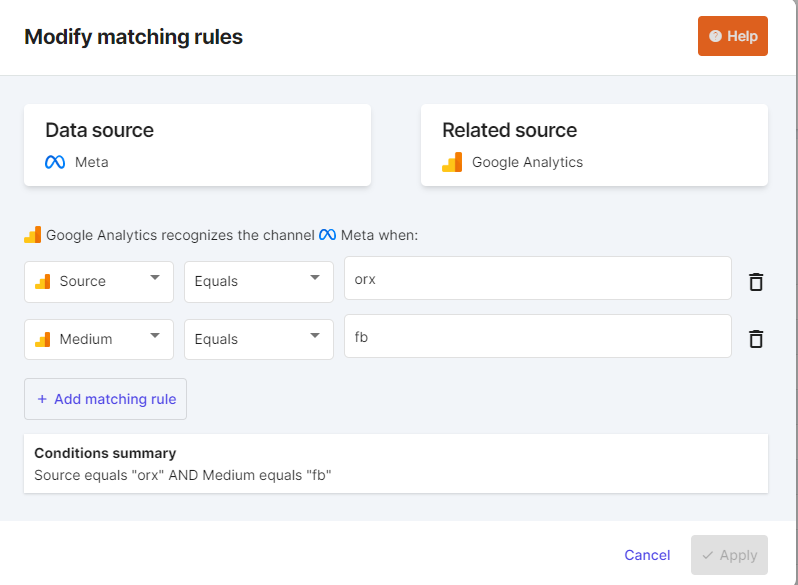 Modify matching rules
Help
Data source
Meta
Related source
Google Analytics
Google Analytics recognizes the channel Meta when:
Source Equals orx
Medium Equals fb
+ Add matching rule
Conditions summary
Source equals "orx" AND Medium equals "fb"
Cancel Apply